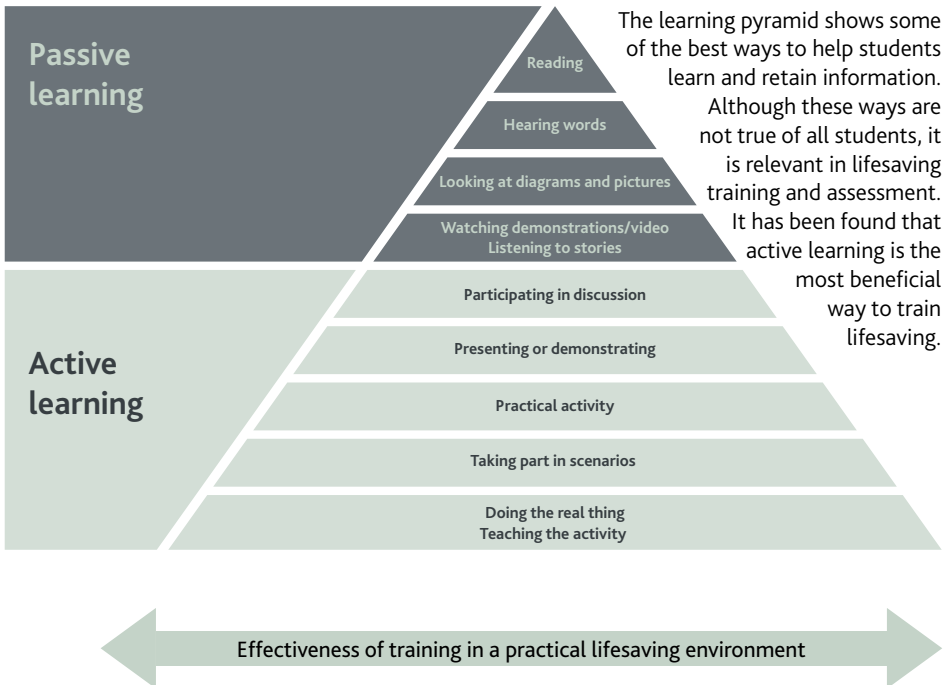 Passive
learning
Reading
Hearing words
Looking at diagrams and pictures
Watching demonstrations/video
Listening to stories
The learning pyramid shows some
of the best ways to help students
learn and retain information.
Although these ways are
not true of all students, it
is relevant in lifesaving
training and assessment.
It has been found that
active learning is the
most beneficial
way to train
lifesaving.
Active
learning
Participating in discussion
Presenting or demonstrating
Practical activity
Taking part in scenarios
Doing the real thing
Teaching the activity
Effectiveness of training in a practical lifesaving environment